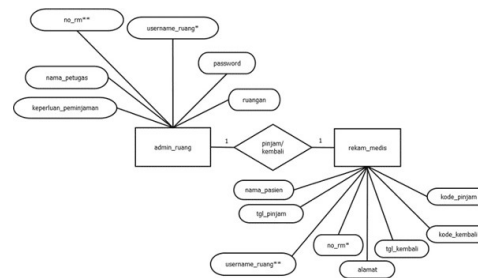 no_rm**
username_ruang*
password
nama_petugas
ruangan
keperluan_peminjaman
admin_ruang
1
pinjam/
kembali
1
rekam_medis
nama_pasien
kode_pinjam
tgl_pinjam
kode_kembali
no_rm*
tgl_kembali
username_ruang**
alamat